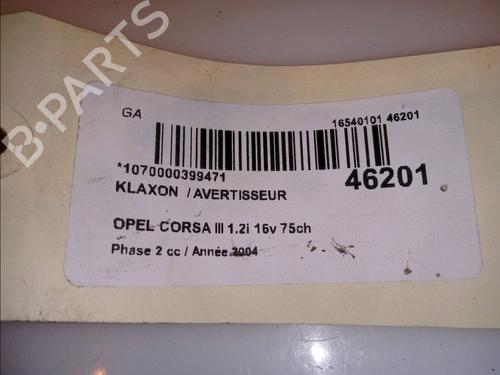 B-PARTS
GA
16540101 46201
*1070000399471
46201
KLAXON / AVERTISSEUR
OPEL CORSA III 1.2i 16v 75ch
Phase 2 cc / Année 2004